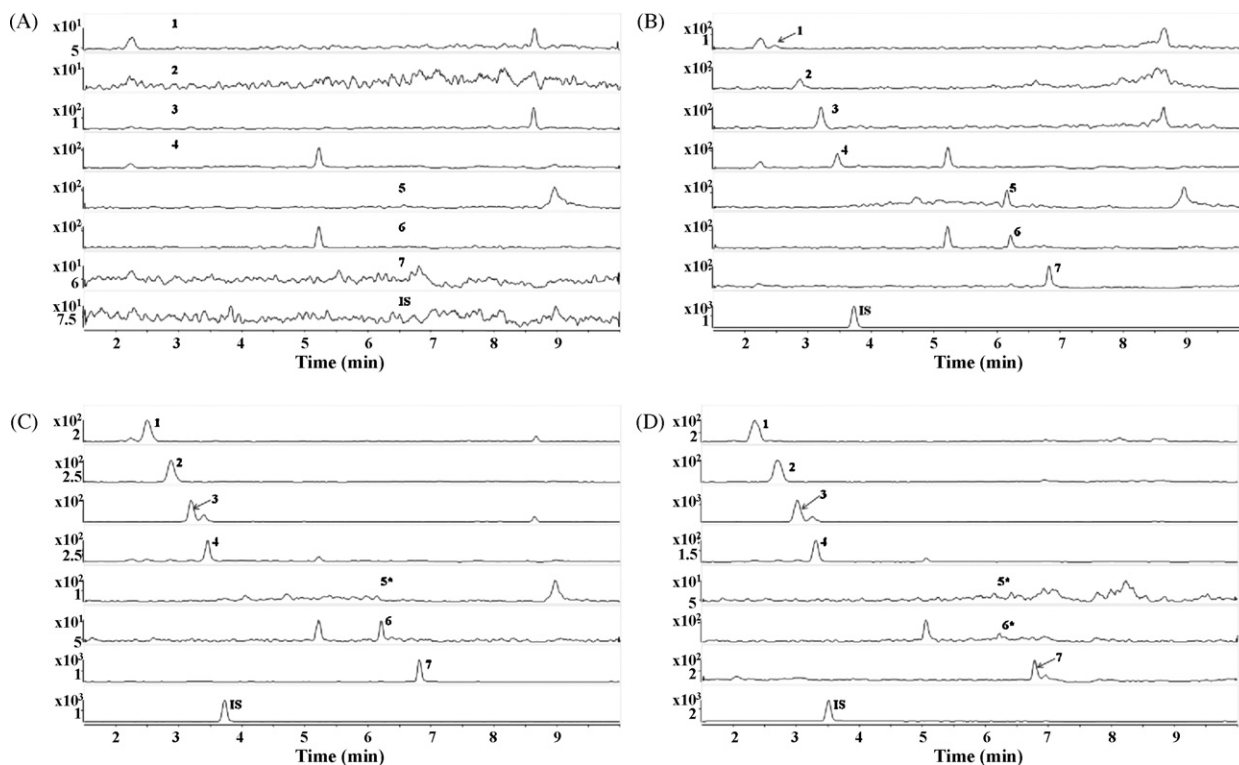 (A)
x10¹
5
1
x10¹
2
x10²
1
3
x10²
4
x10²
5
x10²
6
x10¹
6
7
x10¹
7.5
IS
2 3 4 5 6 7 8 9
Time (min)
(B)
x10²
1
1
x10²
2
x10²
3
x10²
4
x10²
5
x10²
6
x10²
7
x10³
1
IS
2 3 4 5 6 7 8 9
Time (min)
(C)
x10²
2
1
x10²
2.5
2
x10²
3
x10²
2.5
4
x10²
1
5*
x10¹
5
6
x10³
1
7
x10³
1
IS
2 3 4 5 6 7 8 9
Time (min)
(D)
x10²
2
1
x10²
2
x10³
3
x10²
1.5
4
x10¹
5
5*
x10²
6*
x10²
2
7
x10³
2
IS
2 3 4 5 6 7 8 9
Time (min)